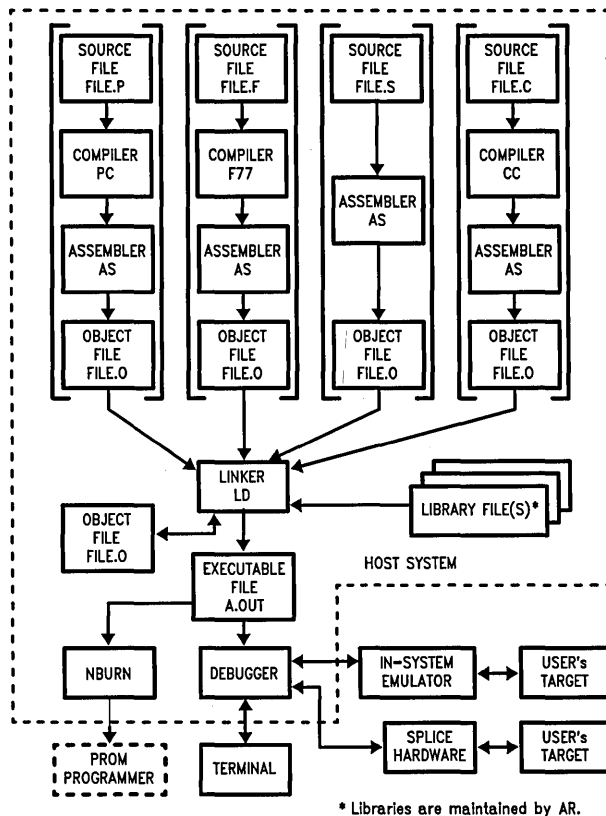 SOURCE
FILE
FILE.P
SOURCE
FILE
FILE.F
SOURCE
FILE
FILE.S
SOURCE
FILE
FILE.C
COMPILER
PC
COMPILER
F77
COMPILER
CC
ASSEMBLER
AS
ASSEMBLER
AS
ASSEMBLER
AS
ASSEMBLER
AS
OBJECT
FILE
FILE.O
OBJECT
FILE
FILE.O
OBJECT
FILE
FILE.O
OBJECT
FILE
FILE.O
LINKER
LD
LIBRARY FILE(S)*
OBJECT
FILE
FILE.O
HOST SYSTEM
EXECUTABLE
FILE
A.OUT
NBURN
DEBUGGER
IN-SYSTEM
EMULATOR
USER's
TARGET
PROM
PROGRAMMER
TERMINAL
SPLICE
HARDWARE
USER's
TARGET
* Libraries are maintained by AR.